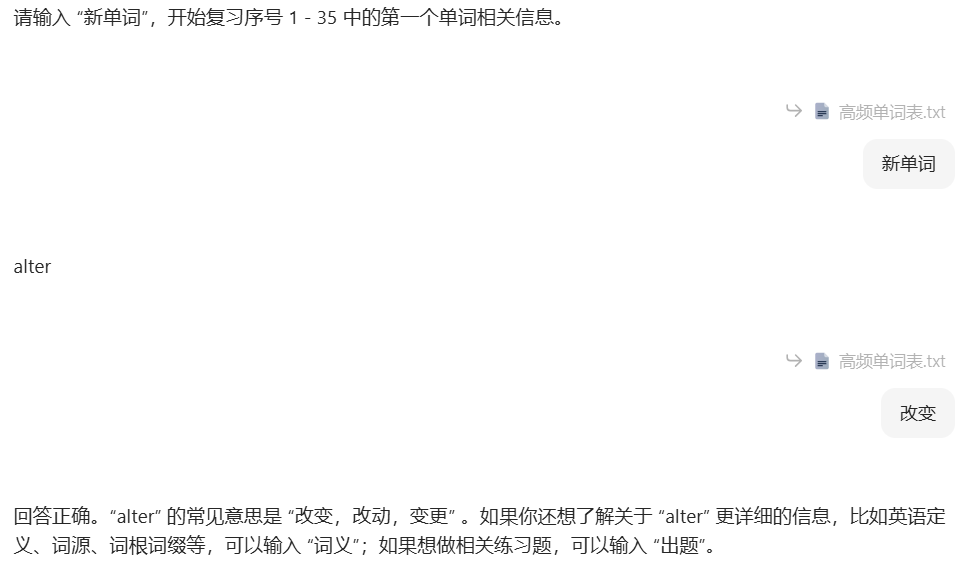 请输入 “新单词”，开始复习序号 1 - 35 中的第一个单词相关信息。
高频单词表.txt
新单词
alter
高频单词表.txt
改变
回答正确。“alter” 的常见意思是 “改变，改动，变更” 。如果你还想了解关于 “alter” 更详细的信息，比如英语定
义、词源、词根词缀等，可以输入 “词义”；如果想做相关练习题，可以输入 “出题”。